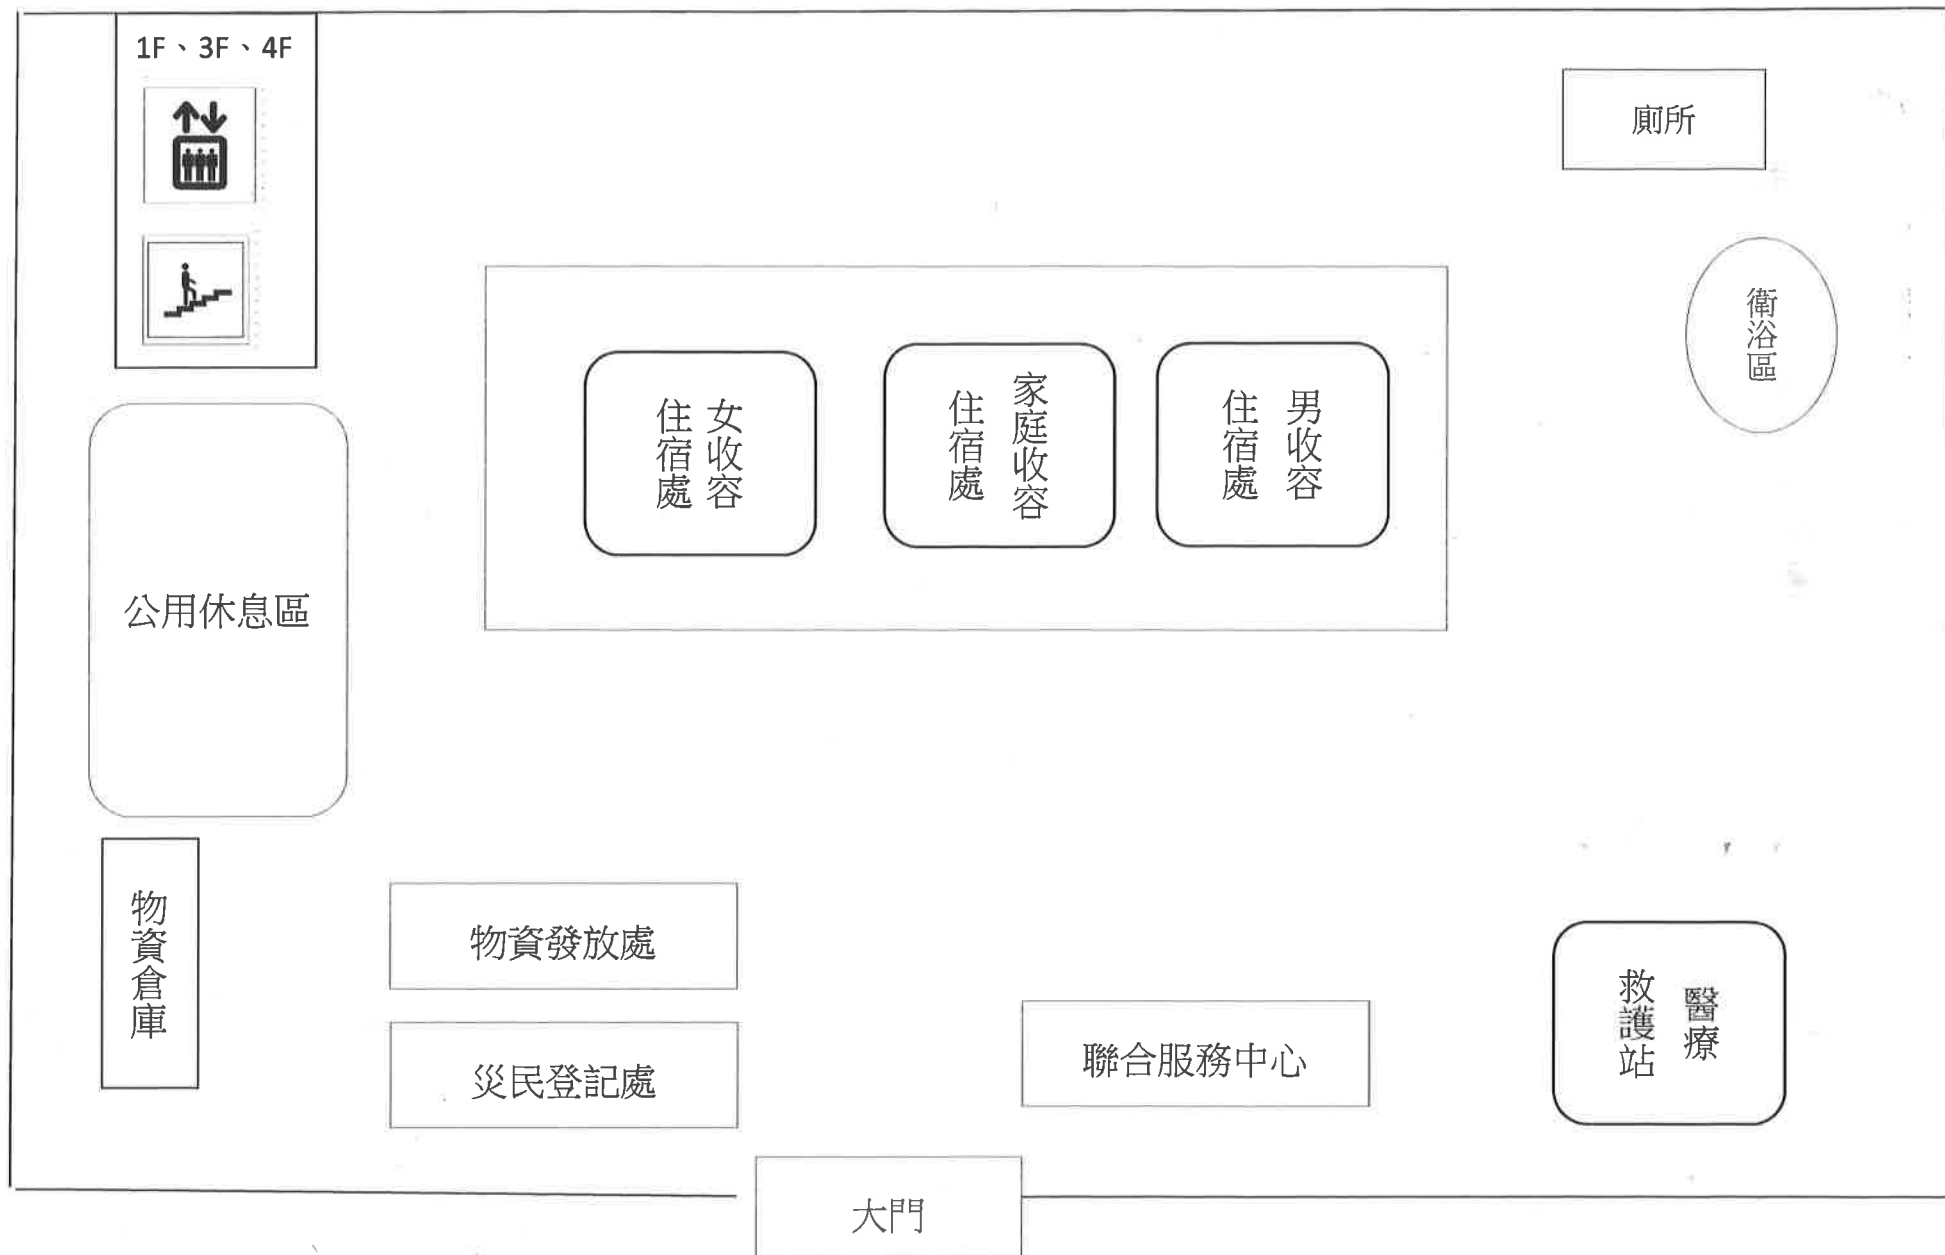 1F、3F、4F
廁所
衛浴區
女收容
住宿處
家庭收容
住宿處
男收容
住宿處
公用休息區
物資倉庫
物資發放處
災民登記處
聯合服務中心
醫療
救護站
大門